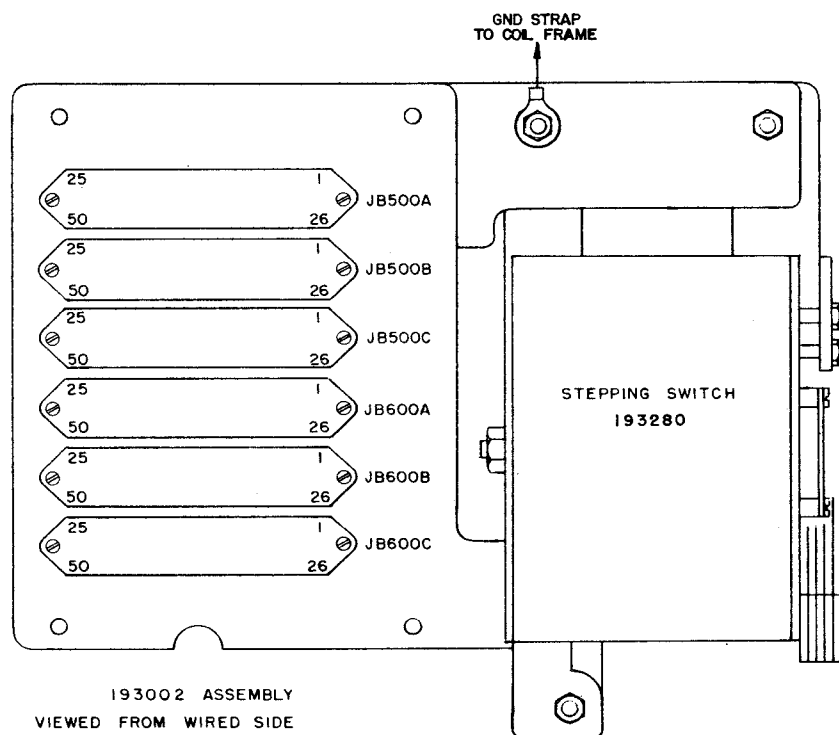 GND STRAP
TO COIL FRAME
25 1
JB500A
50 26
25 1
JB500B
50 26
25 1
JB500C
50 26
25 1
JB600A
50 26
25 1
JB600B
50 26
25 1
JB600C
50 26
STEPPING SWITCH
193280
193002 ASSEMBLY
VIEWED FROM WIRED SIDE